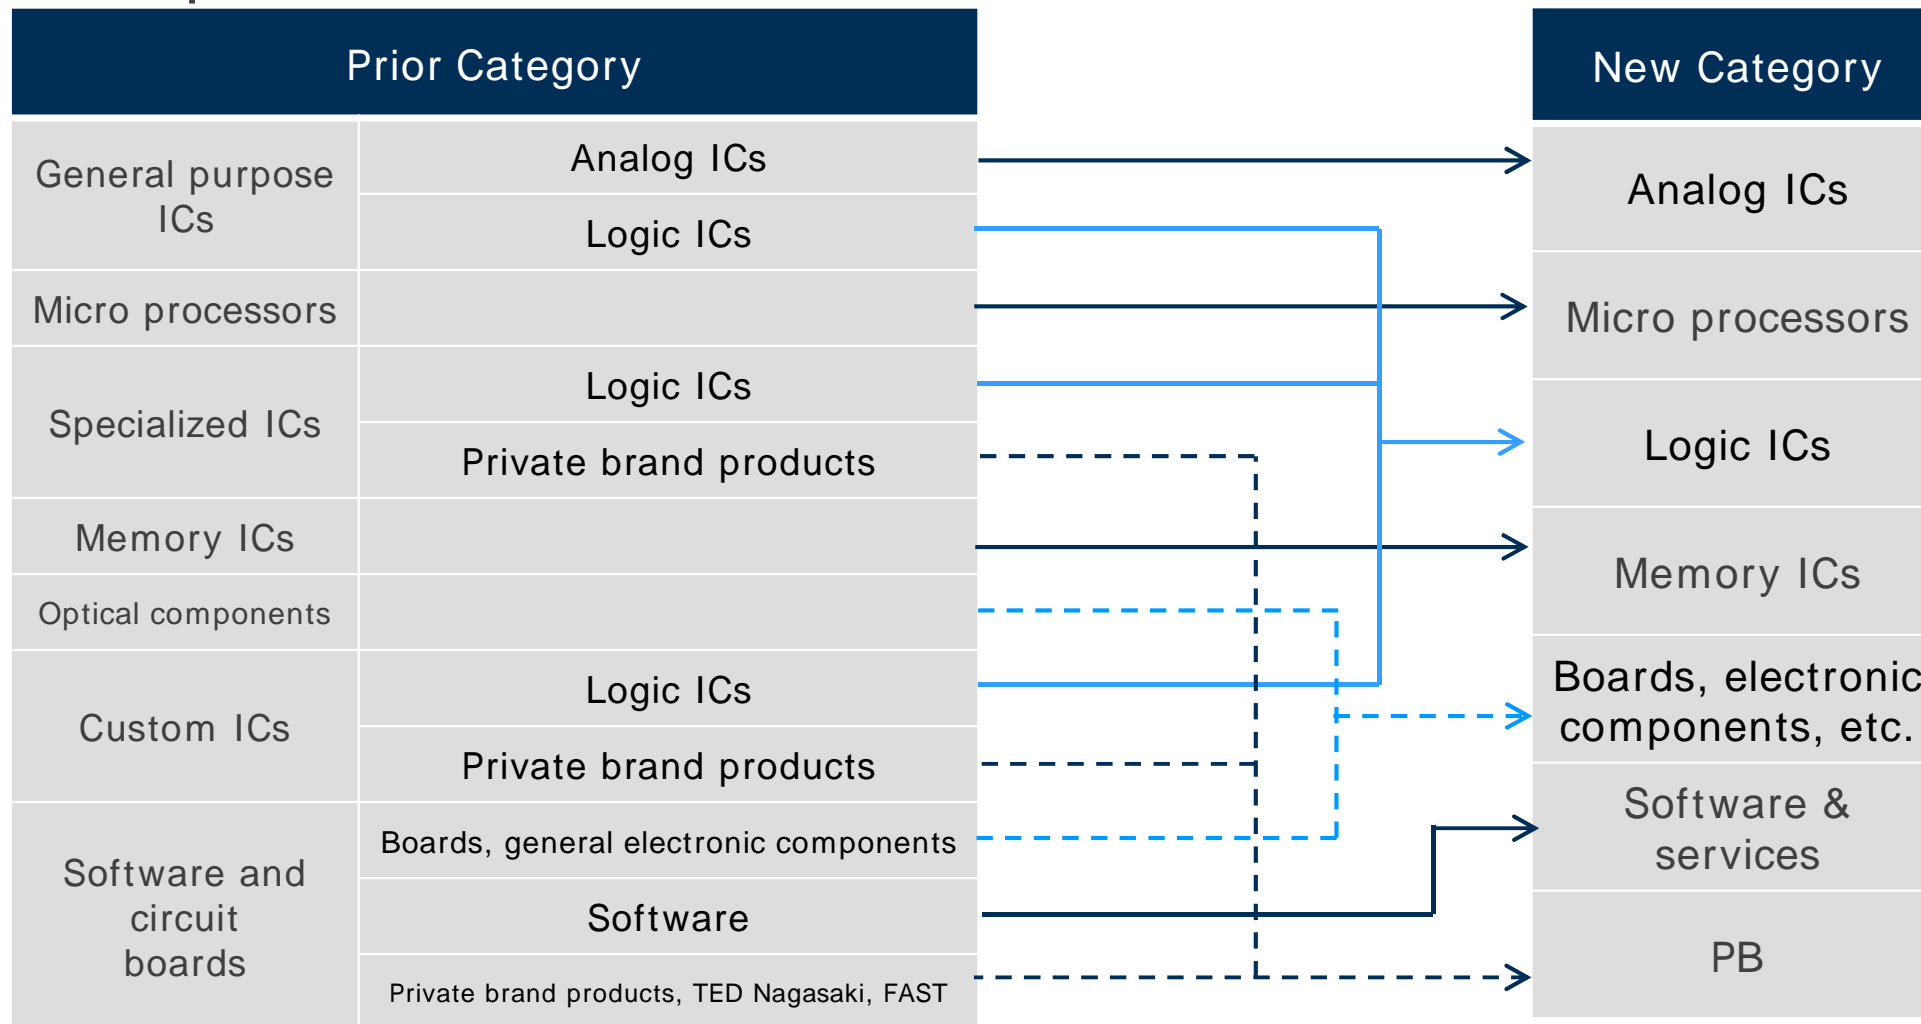 Prior Category
New Category
General purpose
ICs
Analog ICs
Logic ICs
Micro processors
Specialized ICs
Logic ICs
Private brand products
Memory ICs
Optical components
Custom ICs
Logic ICs
Private brand products
Software and
circuit
boards
Boards, general electronic components
Software
Private brand products, TED Nagasaki, FAST
Analog ICs
Micro processors
Logic ICs
Memory ICs
Boards, electronic
components, etc.
Software &
services
PB